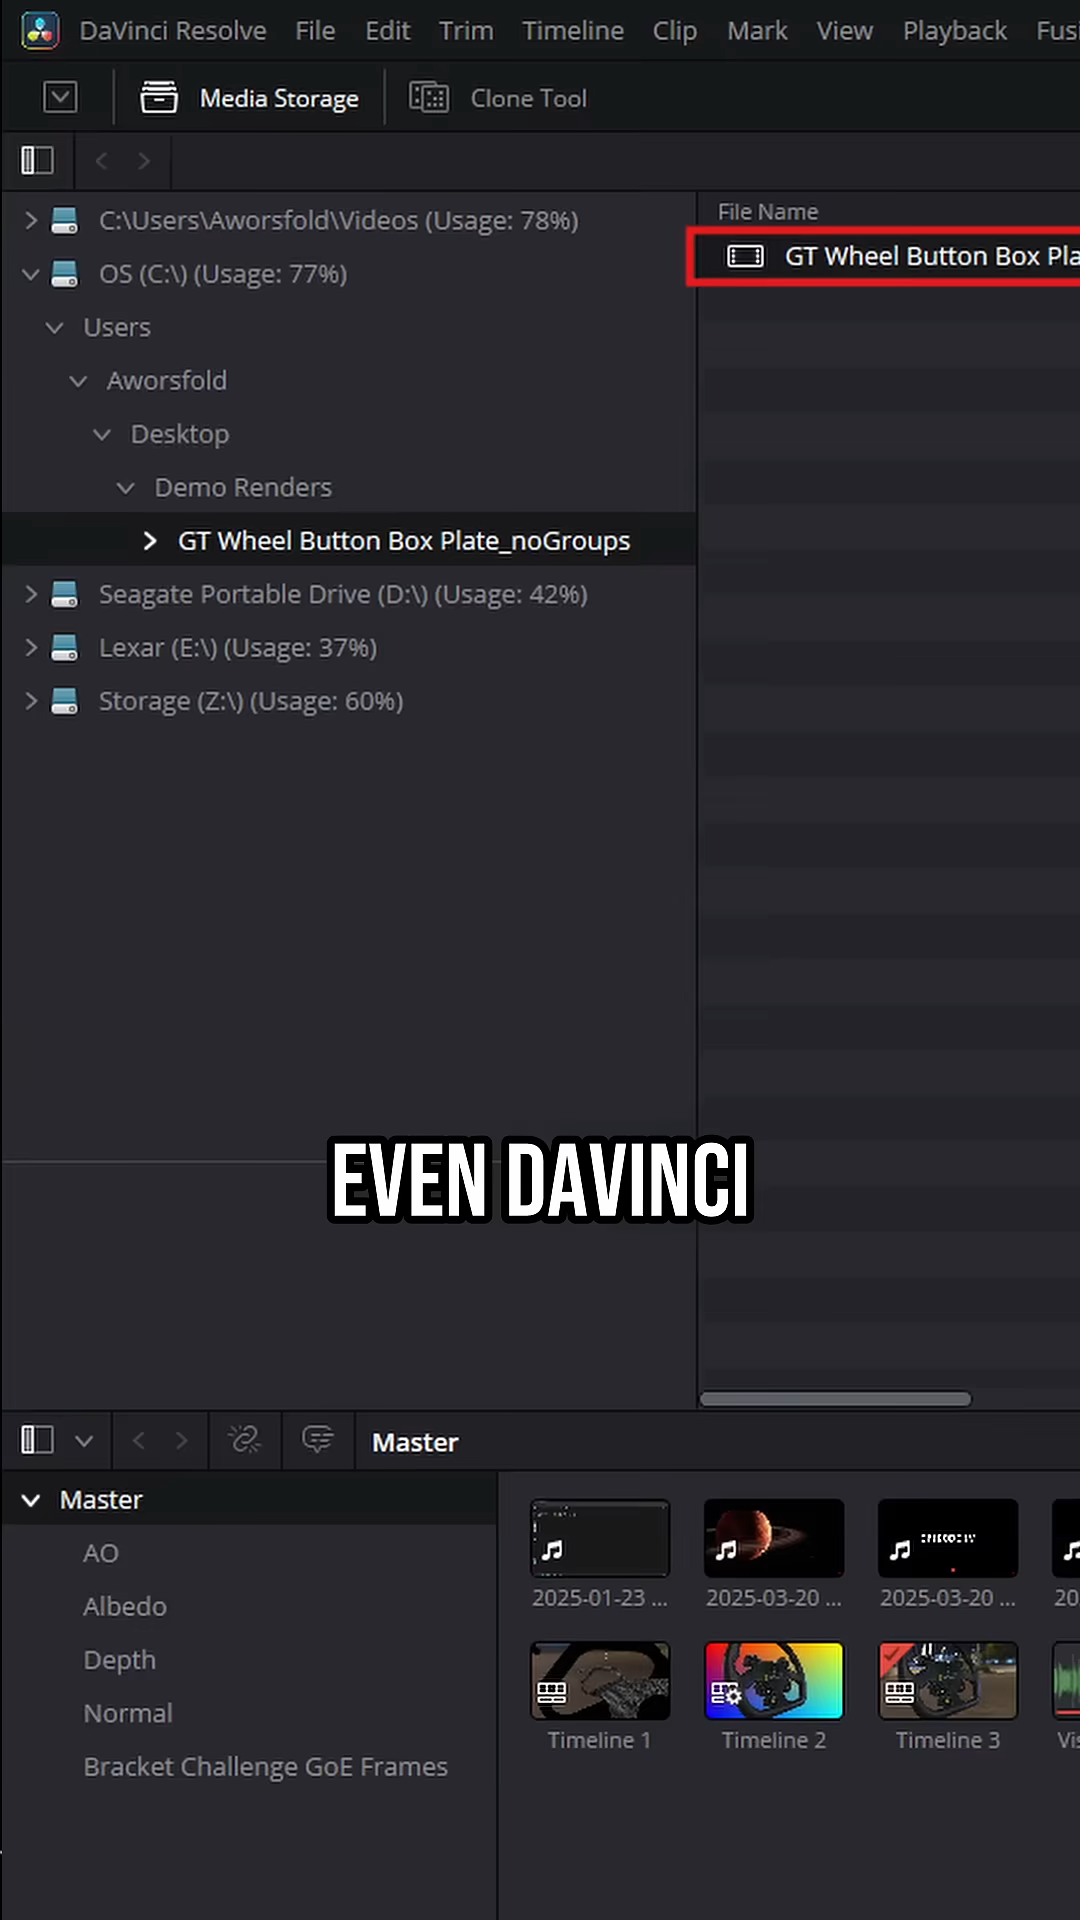 DaVinci Resolve File Edit Trim Timeline Clip Mark View Playback Fus
Media Storage Clone Tool
C:\Users\Aworsfold\Videos (Usage: 78%)
OS (C:\) (Usage: 77%)
Users
Aworsfold
Desktop
Demo Renders
GT Wheel Button Box Plate_noGroups
Seagate Portable Drive (D:\) (Usage: 42%)
Lexar (E:\) (Usage: 37%)
Storage (Z:\) (Usage: 60%)
File Name
GT Wheel Button Box Pla
EVEN DAVINCI
Master
Master
AO
Albedo
Depth
Normal
Bracket Challenge GoE Frames
2025-01-23 ... 2025-03-20 ... 2025-03-20 ... 20
Timeline 1 Timeline 2 Timeline 3 Vis